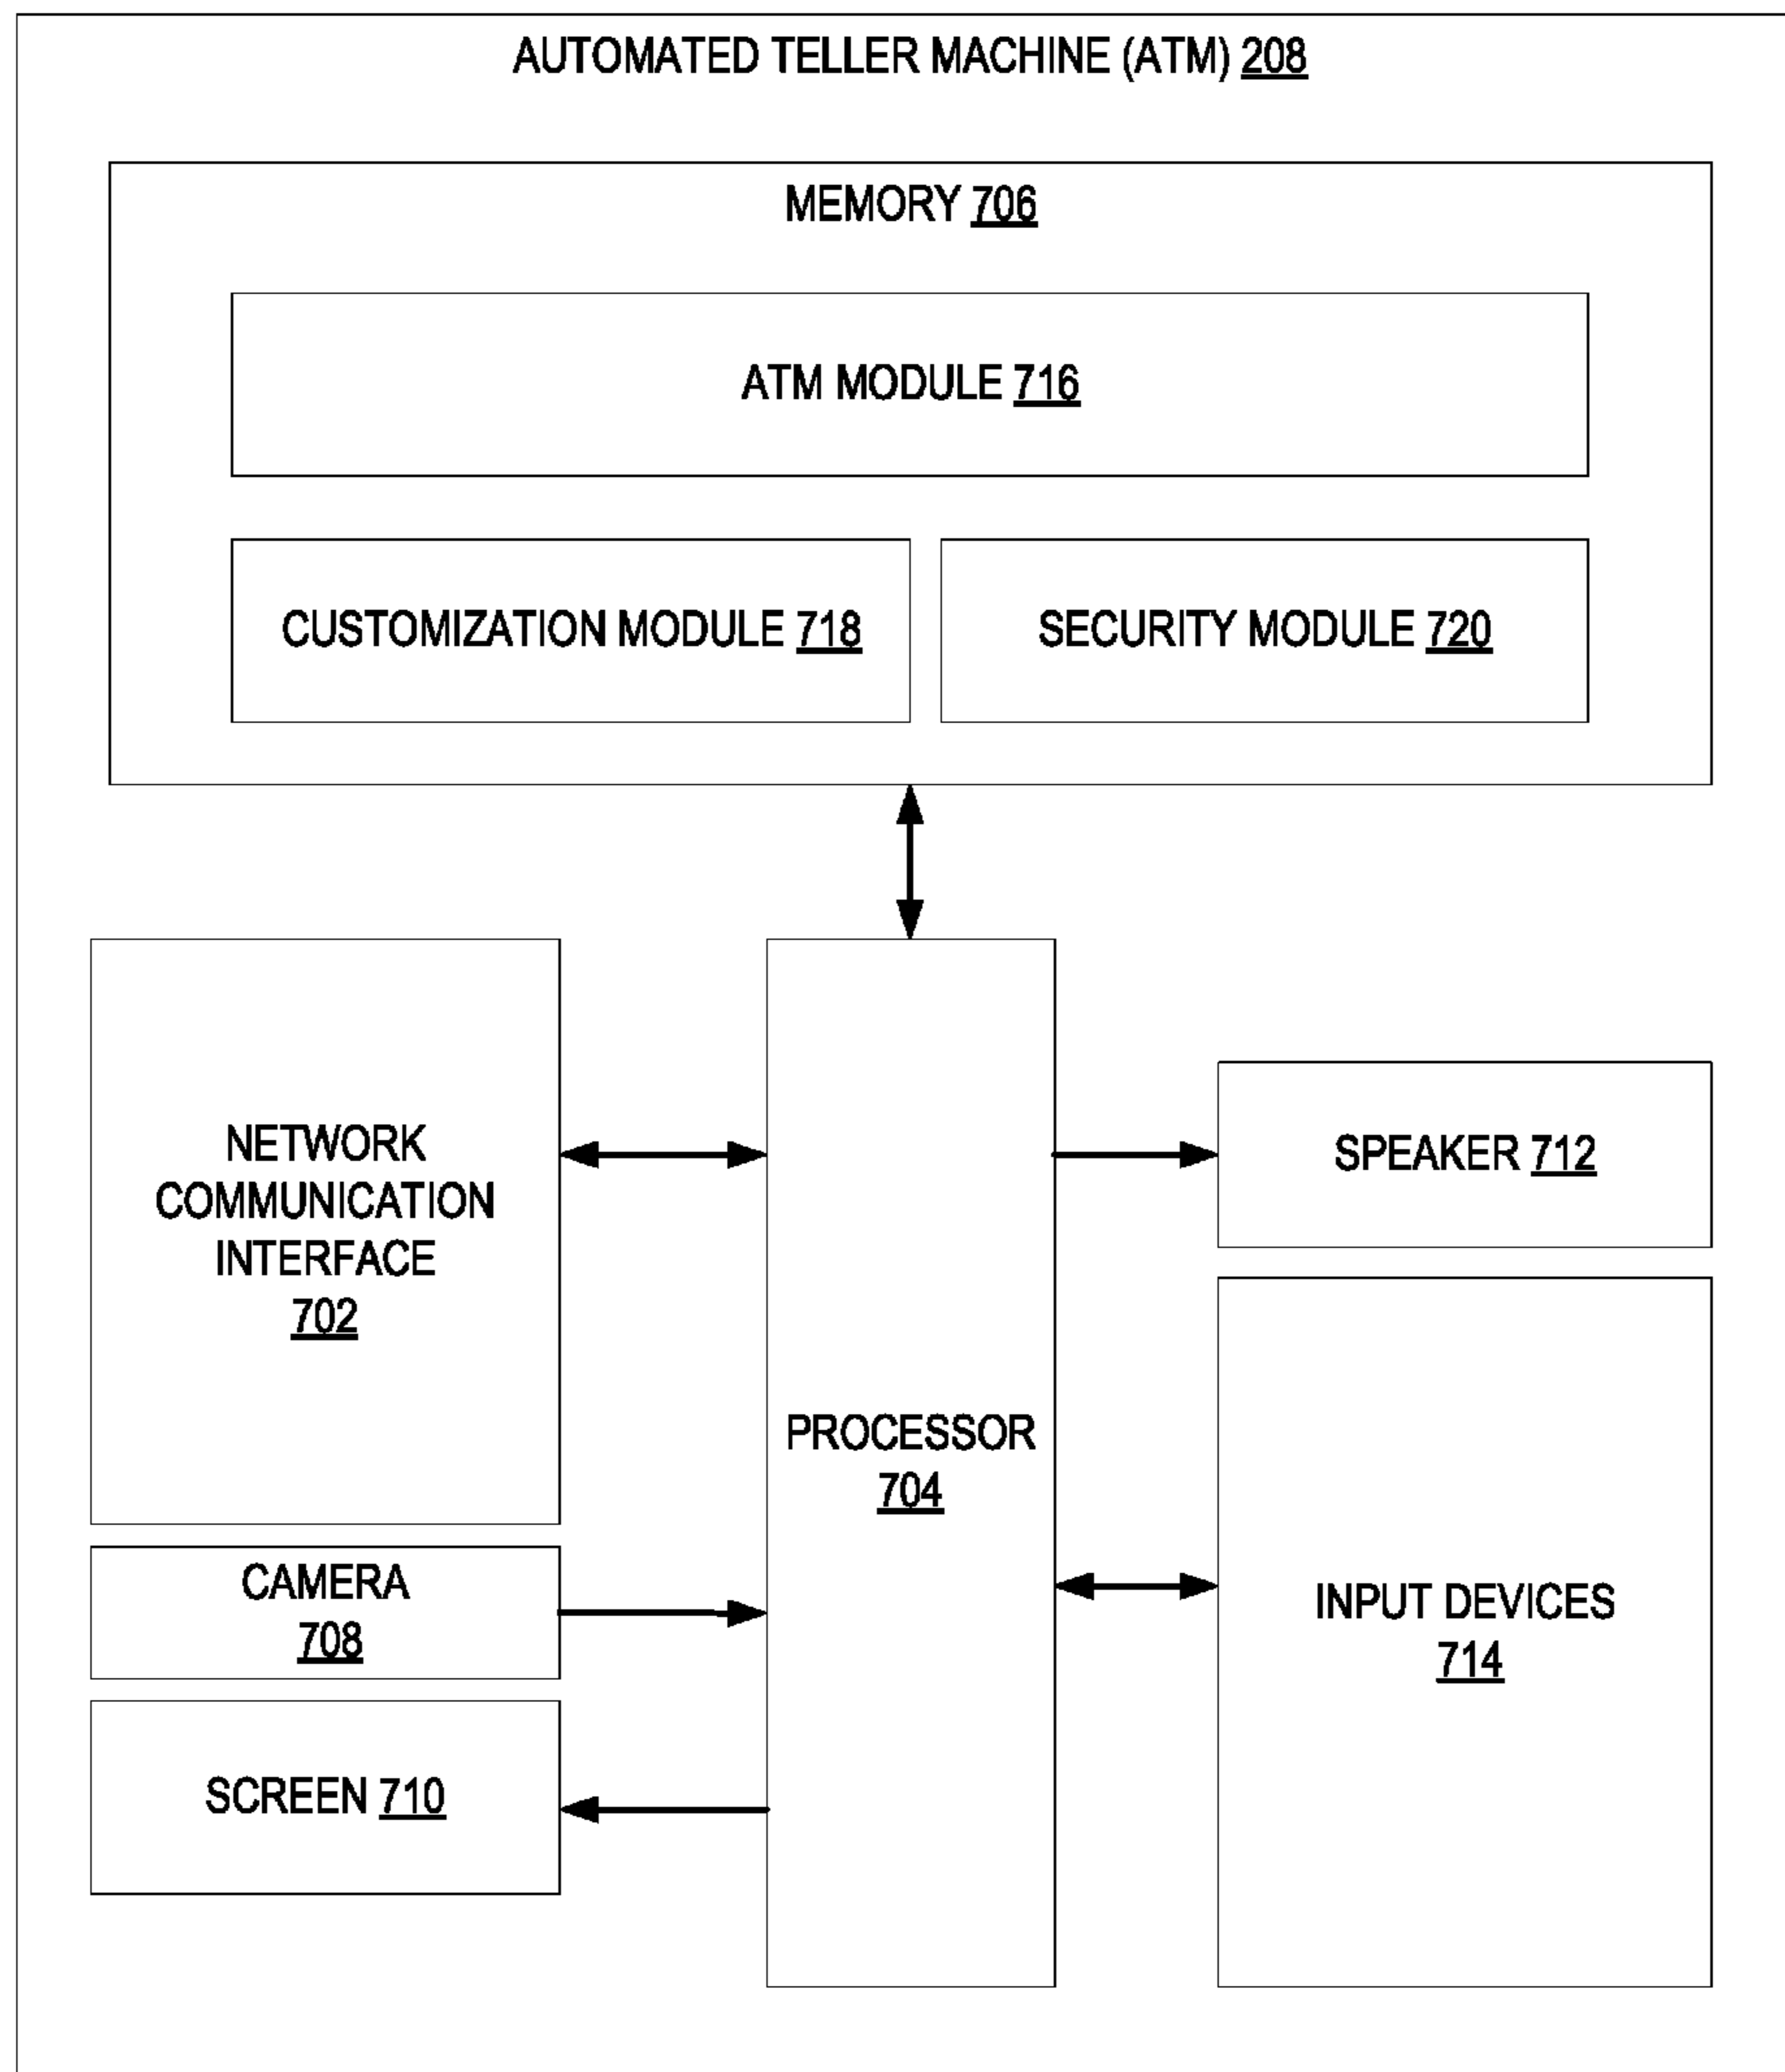 AUTOMATED TELLER MACHINE (ATM) 208
MEMORY 706
ATM MODULE 716
CUSTOMIZATION MODULE 718
SECURITY MODULE 720
NETWORK
COMMUNICATION
INTERFACE
702
PROCESSOR
704
SPEAKER 712
CAMERA
708
INPUT DEVICES
714
SCREEN 710